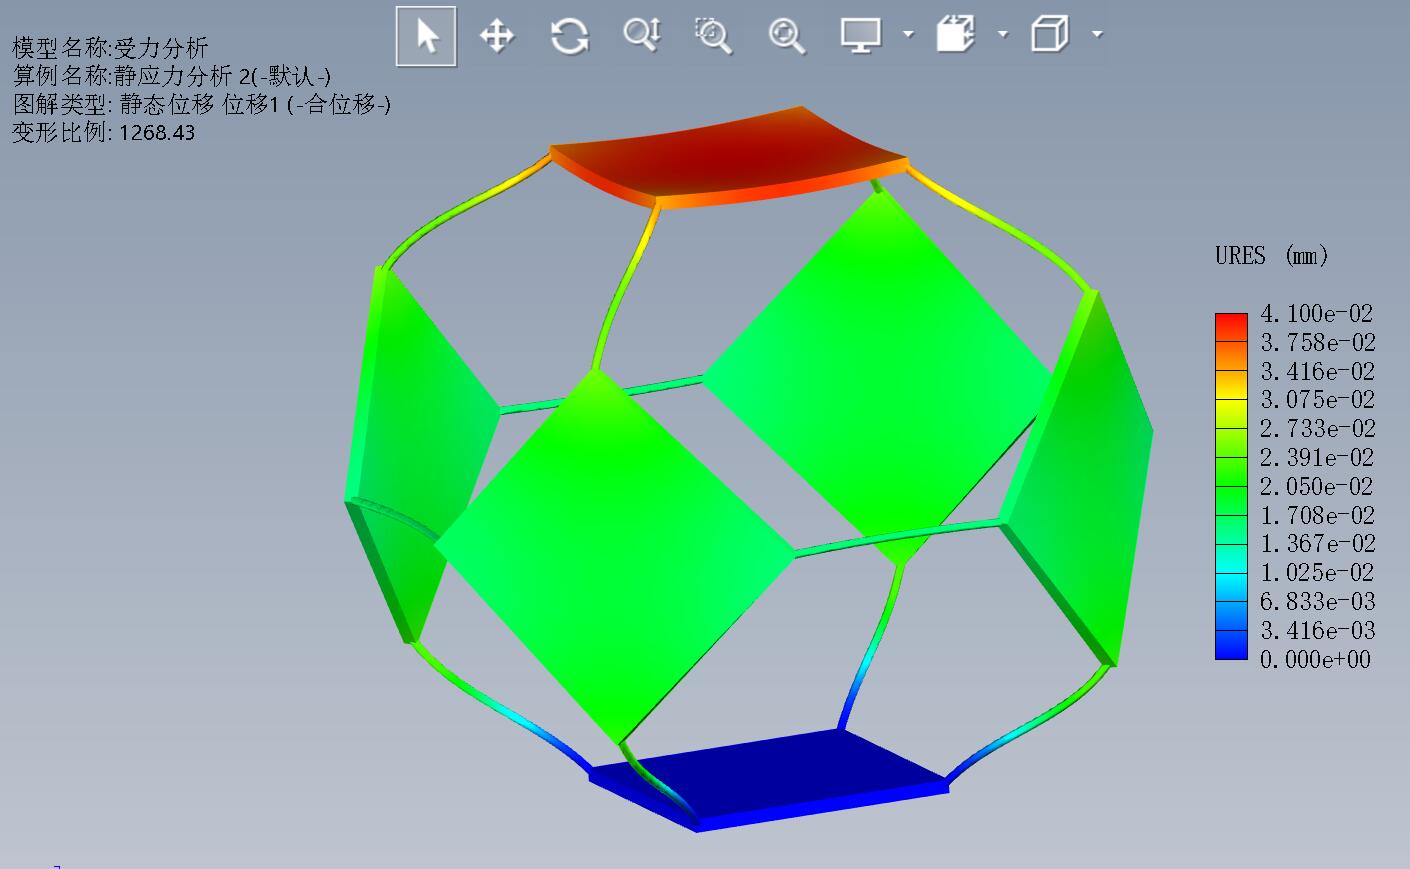 模型名称:受力分析
算例名称:静应力分析 2(-默认-)
图解类型: 静态位移 位移1 (-合位移-)
变形比例: 1268.43
URES (mm)
4.100e-02
3.758e-02
3.416e-02
3.075e-02
2.733e-02
2.391e-02
2.050e-02
1.708e-02
1.367e-02
1.025e-02
6.833e-03
3.416e-03
0.000e+00